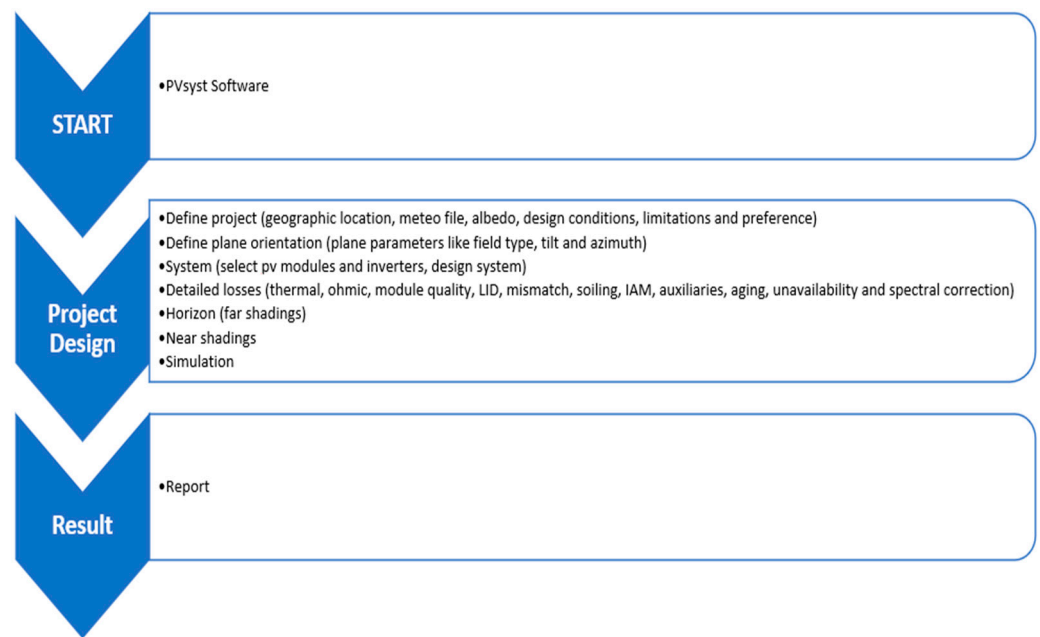 START
•PVsyst Software
Project
Design
•Define project (geographic location, meteo file, albedo, design conditions, limitations and preference)
•Define plane orientation (plane parameters like field type, tilt and azimuth)
•System (select pv modules and inverters, design system)
•Detailed losses (thermal, ohmic, module quality, LID, mismatch, soiling, IAM, auxiliaries, aging, unavailability and spectral correction)
•Horizon (far shadings)
•Near shadings
•Simulation
Result
•Report